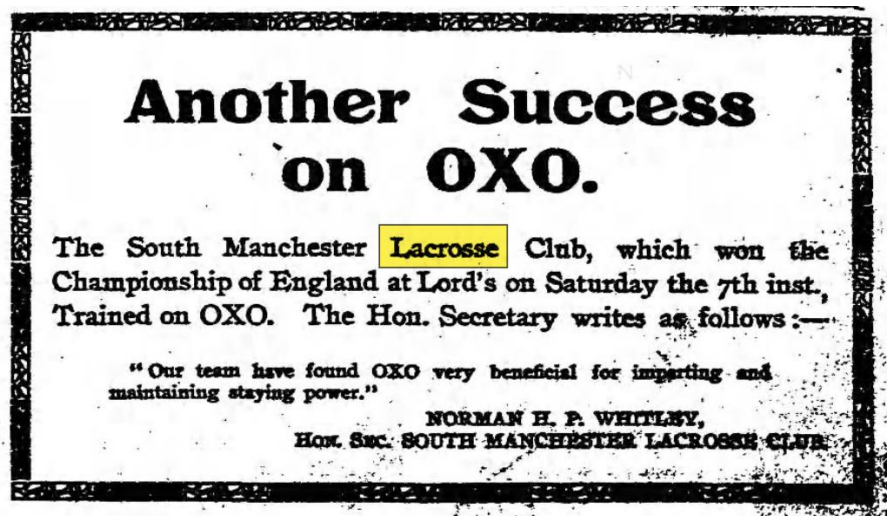 Another Success
on OXO.
The South Manchester Lacrosse Club, which won the
Championship of England at Lord's on Saturday the 7th inst.,
Trained on OXO. The Hon. Secretary writes as follows:—
"Our team have found OXO very beneficial for imparting and
maintaining staying power."
NORMAN H. P. WHITLEY,
HON. SEC. SOUTH MANCHESTER LACROSSE CLUB